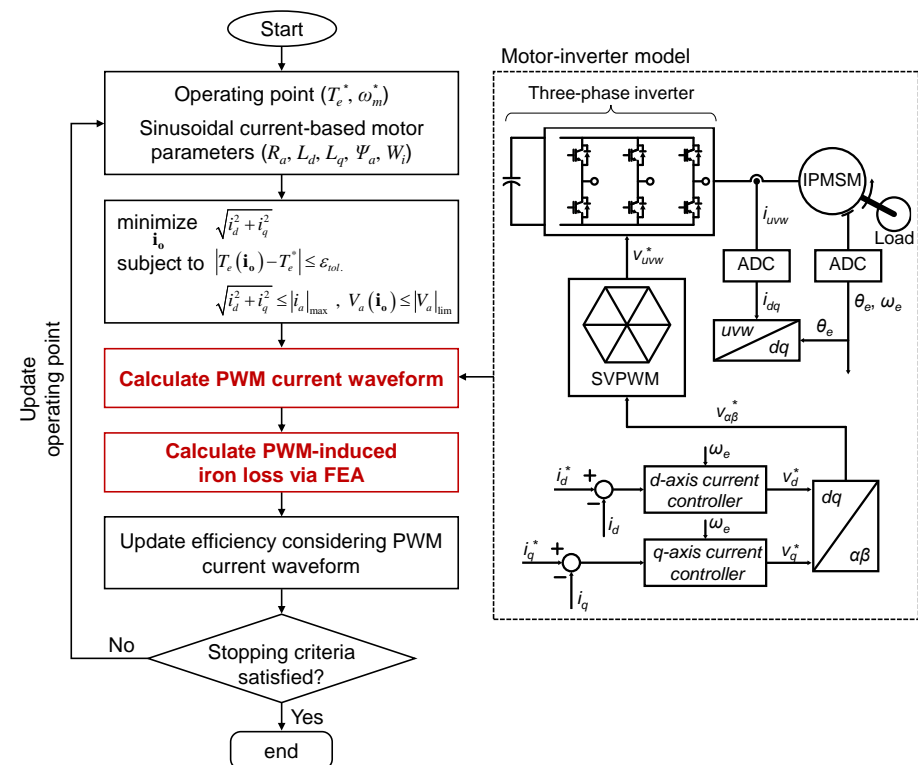 Start
Operating point (T_e^*, ω_m^*)
Sinusoidal current-based motor
parameters (R_a, L_d, L_q, Ψ_a, W_i)
minimize √(i_d^2 + i_q^2)
i_o
subject to |T_e(i_o) − T_e^*| ≤ ε_tol.
√(i_d^2 + i_q^2) ≤ |i_a|_max , V_a(i_o) ≤ |V_a|_lim
Calculate PWM current waveform
Calculate PWM-induced
iron loss via FEA
Update efficiency considering PWM
current waveform
Stopping criteria
satisfied?
No
Yes
end
Update
operating point
Motor-inverter model
Three-phase inverter
IPMSM
Load
i_uvw
v_uvw^*
ADC
ADC
i_dq
θ_e, ω_e
θ_e
uvw
dq
SVPWM
v_αβ^*
ω_e
i_d^*
+
−
i_d
d-axis current
controller
v_d^*
ω_e
i_q^*
+
−
i_q
q-axis current
controller
v_q^*
dq
αβ